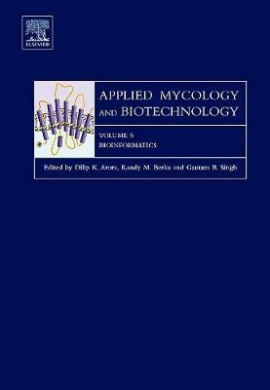 ELSEVIER
APPLIED MYCOLOGY
AND BIOTECHNOLOGY
VOLUME 6
BIOINFORMATICS
Edited by Dilip K. Arora, Randy M. Berka and Gautam B. Singh